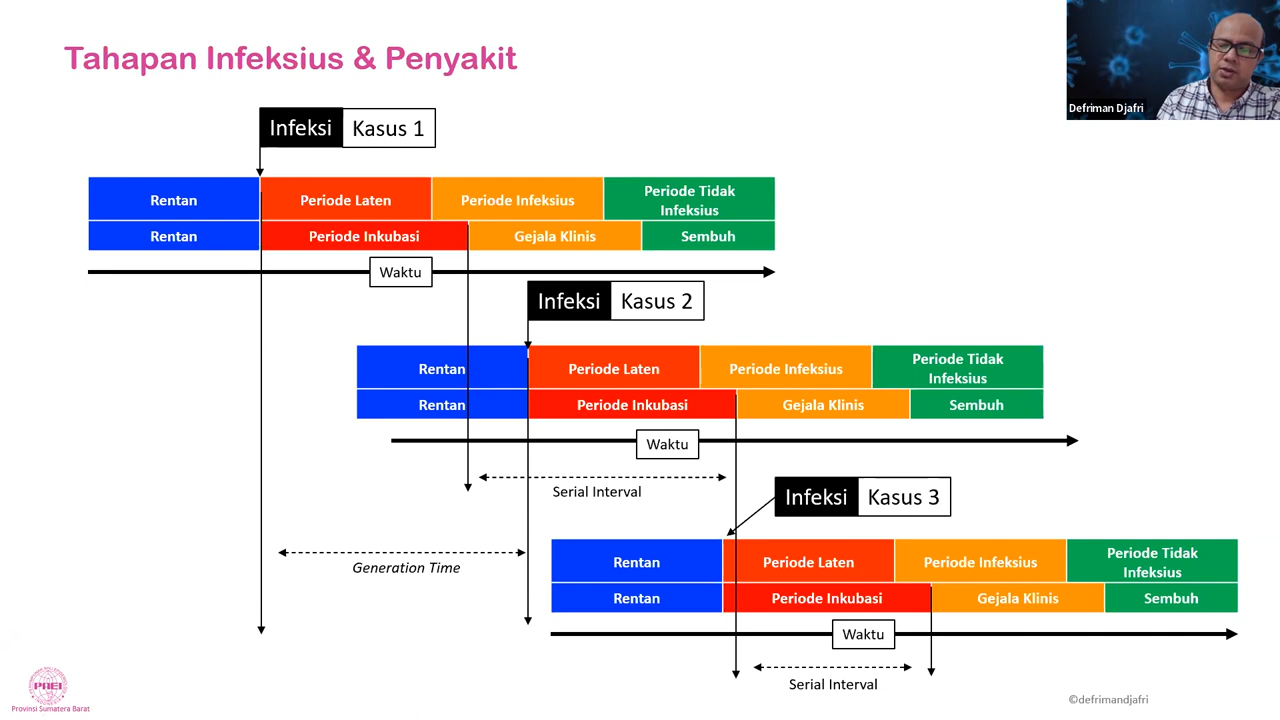 Tahapan Infeksius & Penyakit
Defriman Djafri
Infeksi Kasus 1
Rentan Periode Laten Periode Infeksius Periode Tidak
Infeksius
Rentan Periode Inkubasi Gejala Klinis Sembuh
Waktu
Infeksi Kasus 2
Rentan Periode Laten Periode Infeksius Periode Tidak
Infeksius
Rentan Periode Inkubasi Gejala Klinis Sembuh
Waktu
Serial Interval
Infeksi Kasus 3
Generation Time
Rentan Periode Laten Periode Infeksius Periode Tidak
Infeksius
Rentan Periode Inkubasi Gejala Klinis Sembuh
Waktu
Serial Interval
PAEI
Provinsi Sumatera Barat
©defrimandjafri